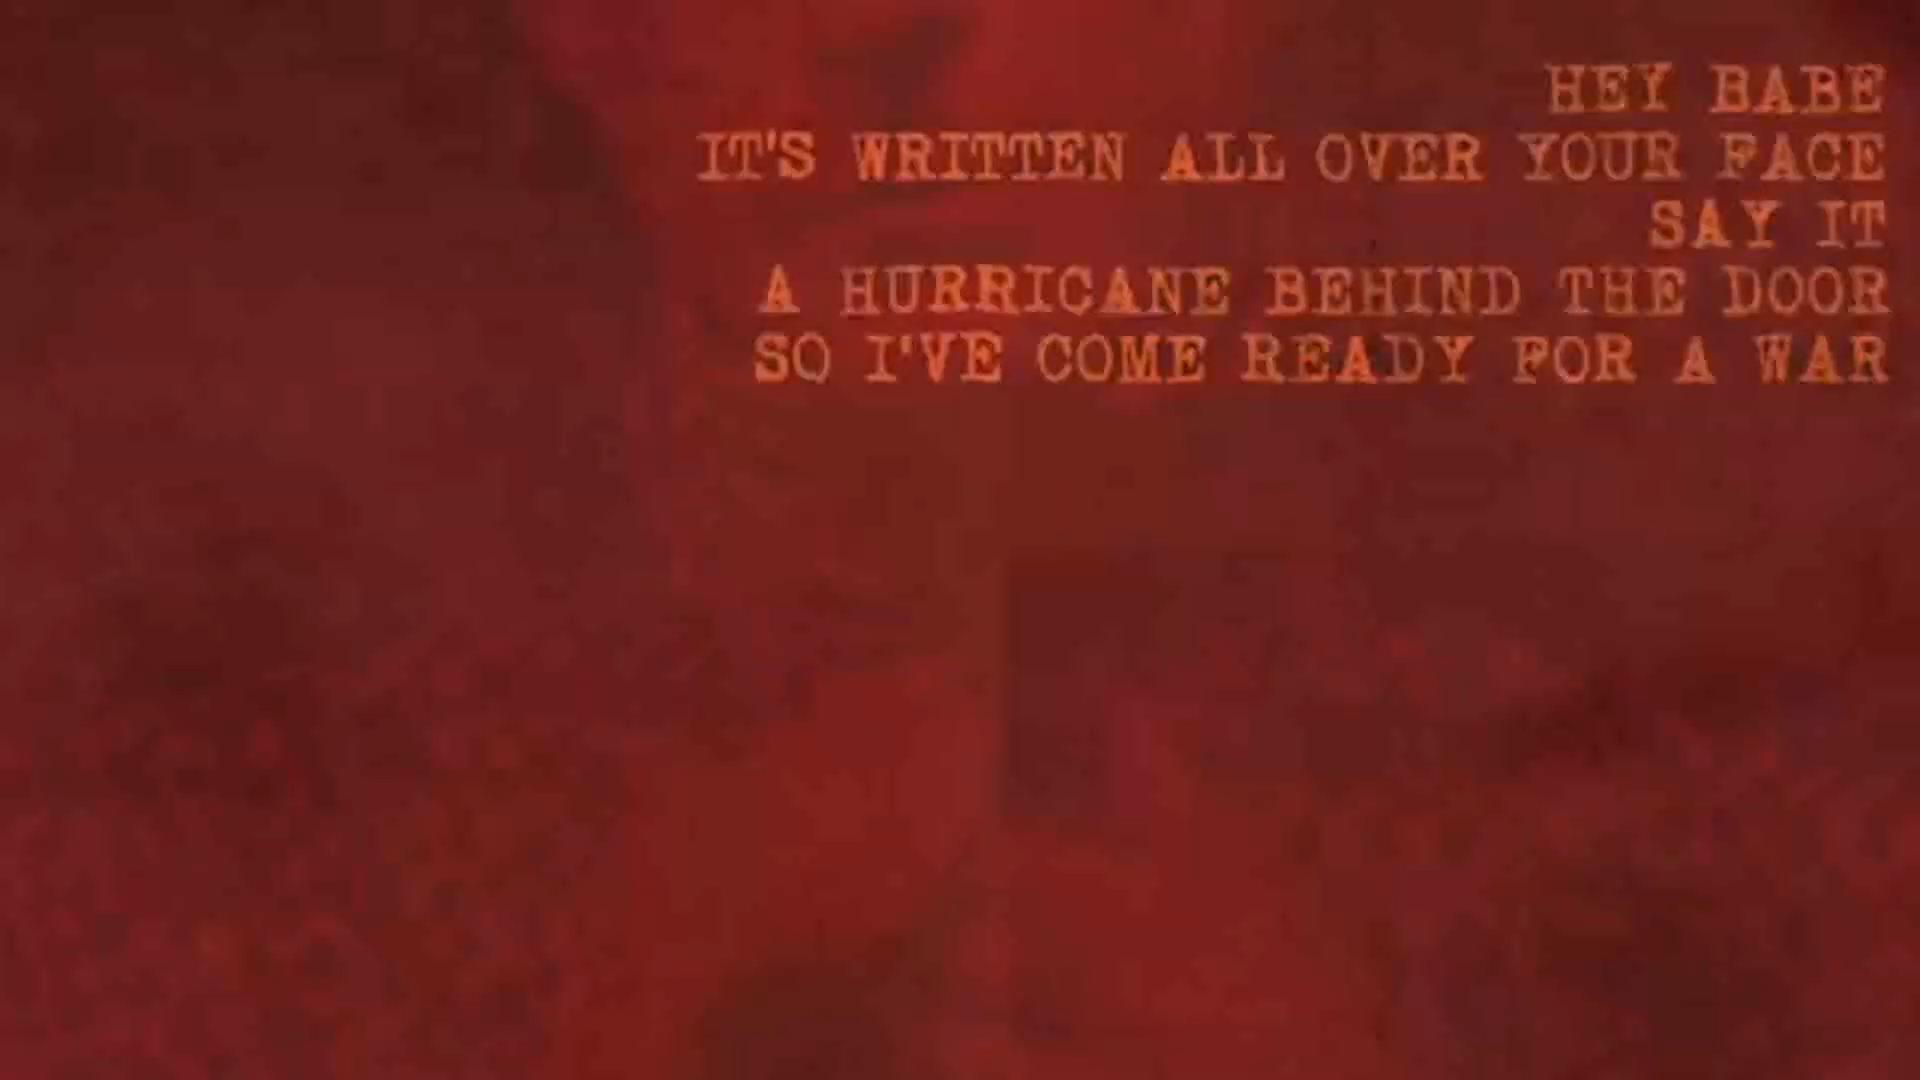 HEY BABE
IT'S WRITTEN ALL OVER YOUR FACE
SAY IT
A HURRICANE BEHIND THE DOOR
SO I'VE COME READY FOR A WAR